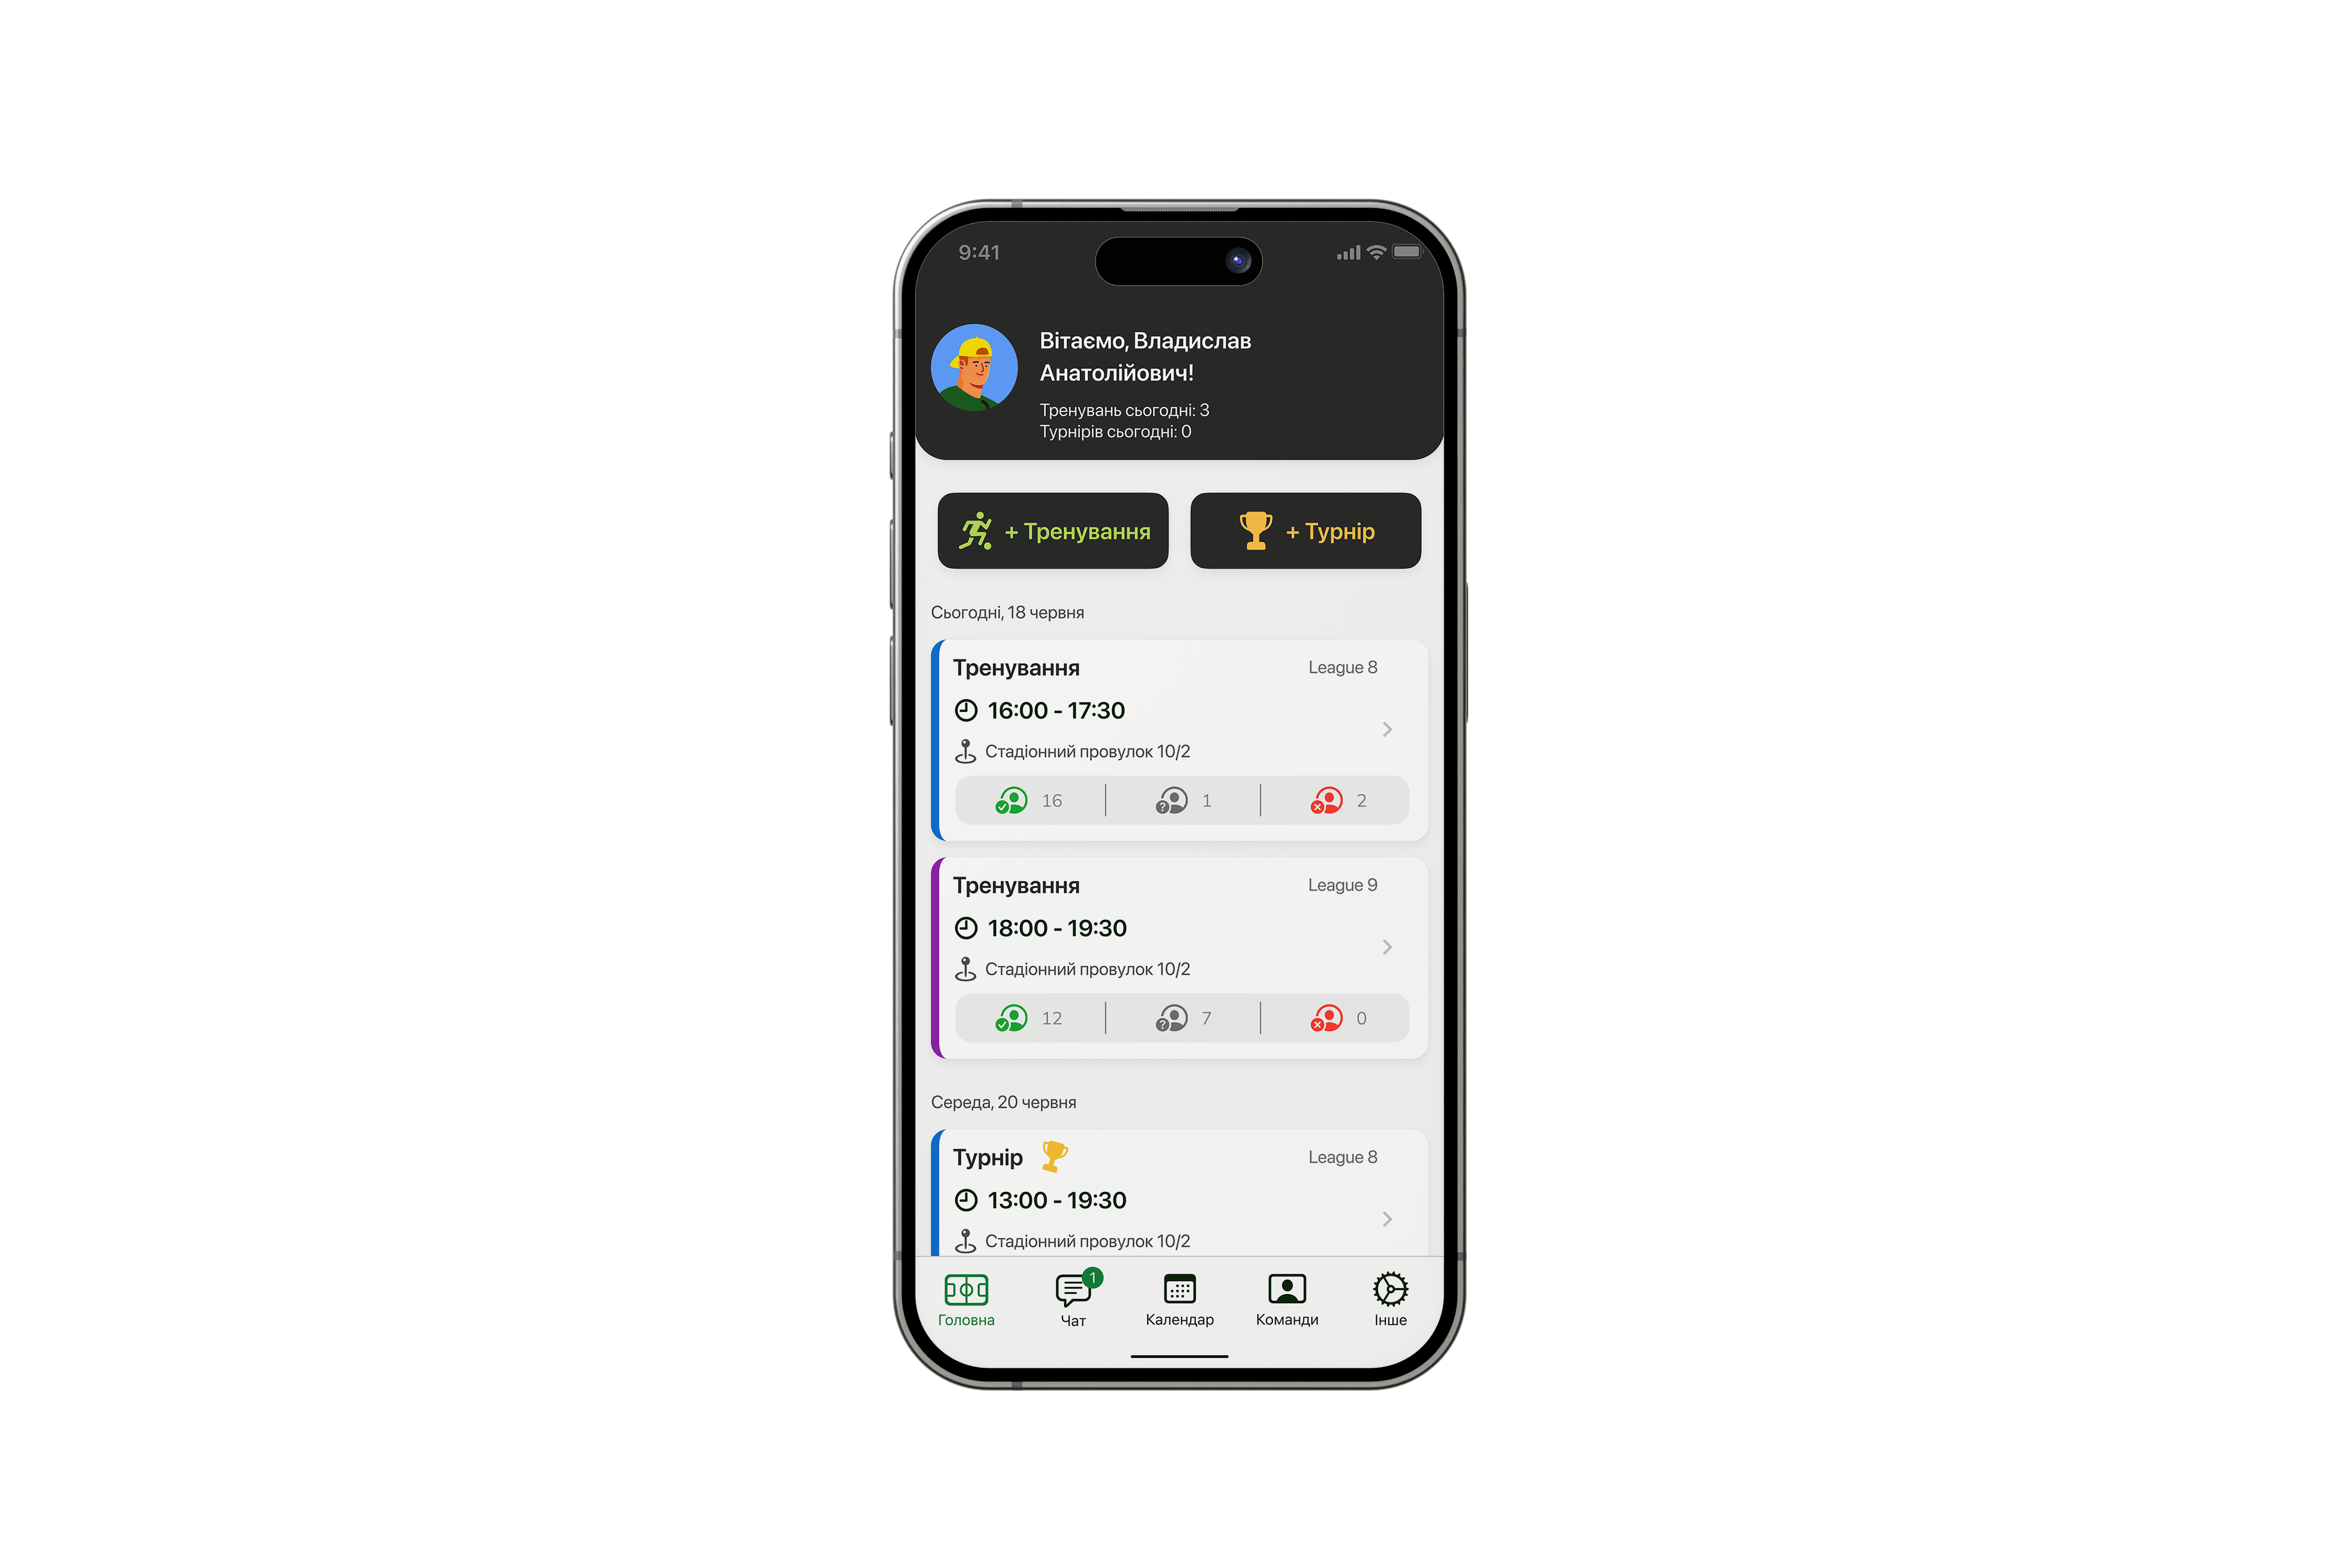 9:41
Вітаємо, Владислав
Анатолійович!
Тренувань сьогодні: 3
Турнірів сьогодні: 0
+ Тренування
+ Турнір
Сьогодні, 18 червня
Тренування
League 8
16:00 - 17:30
Стадіонний провулок 10/2
16
1
2
Тренування
League 9
18:00 - 19:30
Стадіонний провулок 10/2
12
7
0
Середа, 20 червня
Турнір
League 8
13:00 - 19:30
Стадіонний провулок 10/2
1
Головна
Чат
Календар
Команди
Інше